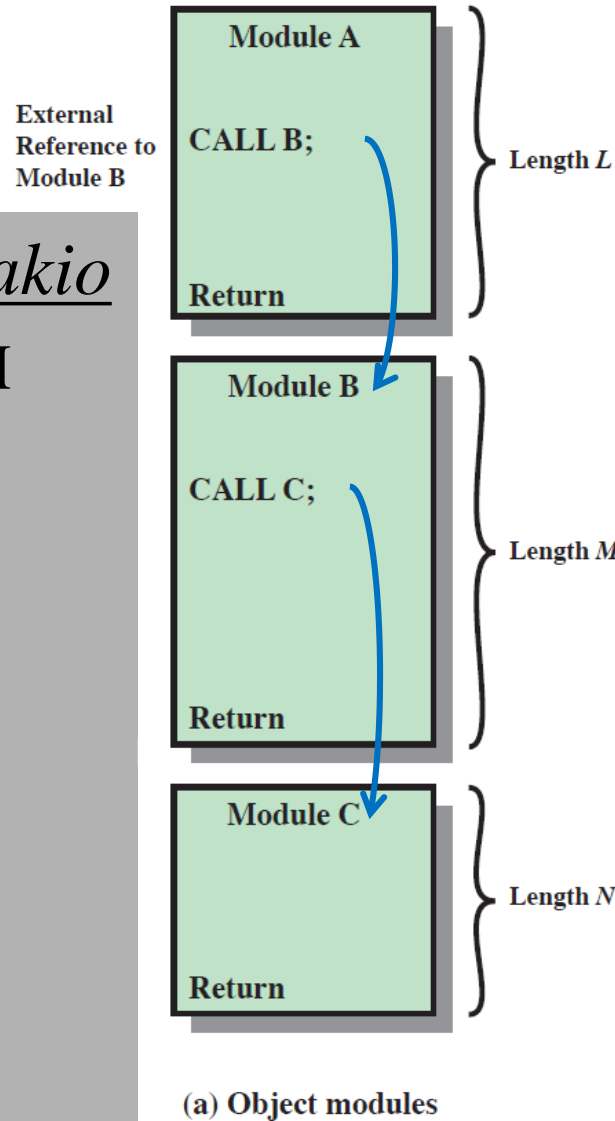 Module A
External
Reference to
Module B
CALL B;
Length L
Return
akio
Module B
CALL C;
Length M
Return
Module C
Length N
Return
(a) Object modules